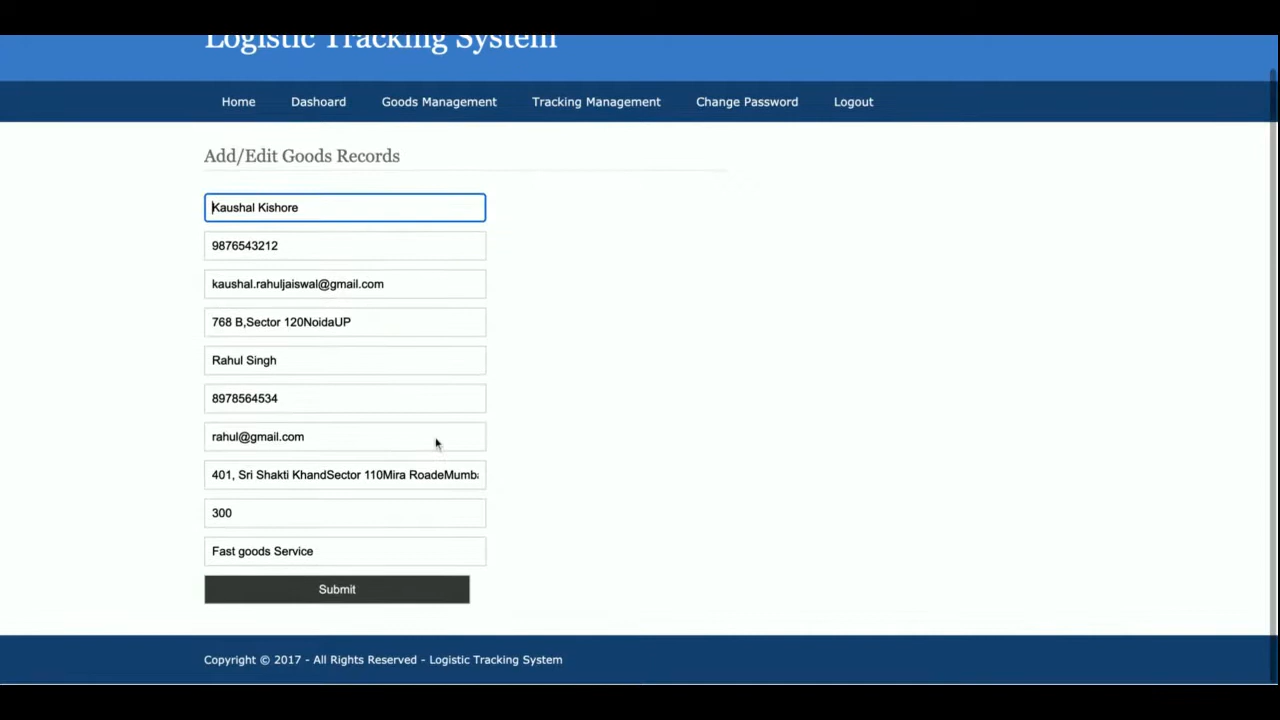 Logistic Tracking System
Home Dashoard Goods Management Tracking Management Change Password Logout
Add/Edit Goods Records
Kaushal Kishore
9876543212
kaushal.rahuljaiswal@gmail.com
768 B,Sector 120NoidaUP
Rahul Singh
8978564534
rahul@gmail.com
401, Sri Shakti KhandSector 110Mira RoadeMumba
300
Fast goods Service
Submit
Copyright © 2017 - All Rights Reserved - Logistic Tracking System